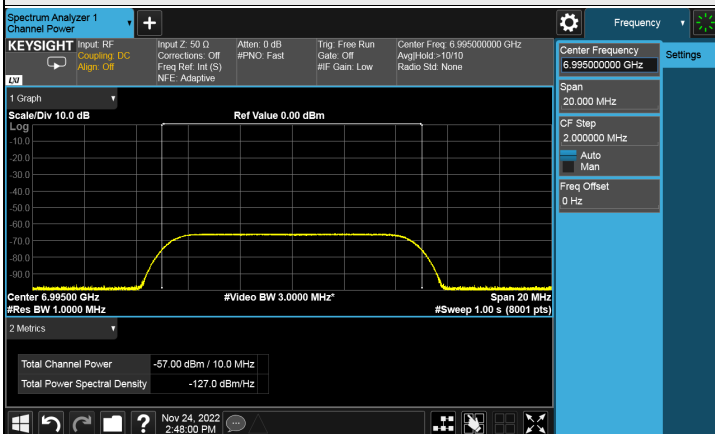 Spectrum Analyzer 1
Channel Power
+
Frequency
KEYSIGHT
LXI
Input: RF
Coupling: DC
Align: Off
Input Z: 50 Ω
Corrections: Off
Freq Ref: Int (S)
NFE: Adaptive
Atten: 0 dB
#PNO: Fast
Trig: Free Run
Gate: Off
#IF Gain: Low
Center Freq: 6.995000000 GHz
Avg|Hold:>10/10
Radio Std: None
Center Frequency
6.995000000 GHz
Settings
Span
20.000 MHz
CF Step
2.000000 MHz
Auto
Man
Freq Offset
0 Hz
1 Graph
Scale/Div 10.0 dB
Ref Value 0.00 dBm
Log
-10.0
-20.0
-30.0
-40.0
-50.0
-60.0
-70.0
-80.0
-90.0
Center 6.99500 GHz
#Video BW 3.0000 MHz*
Span 20 MHz
#Res BW 1.0000 MHz
#Sweep 1.00 s (8001 pts)
2 Metrics
Total Channel Power -57.00 dBm / 10.0 MHz
Total Power Spectral Density -127.0 dBm/Hz
?
Nov 24, 2022
2:48:00 PM